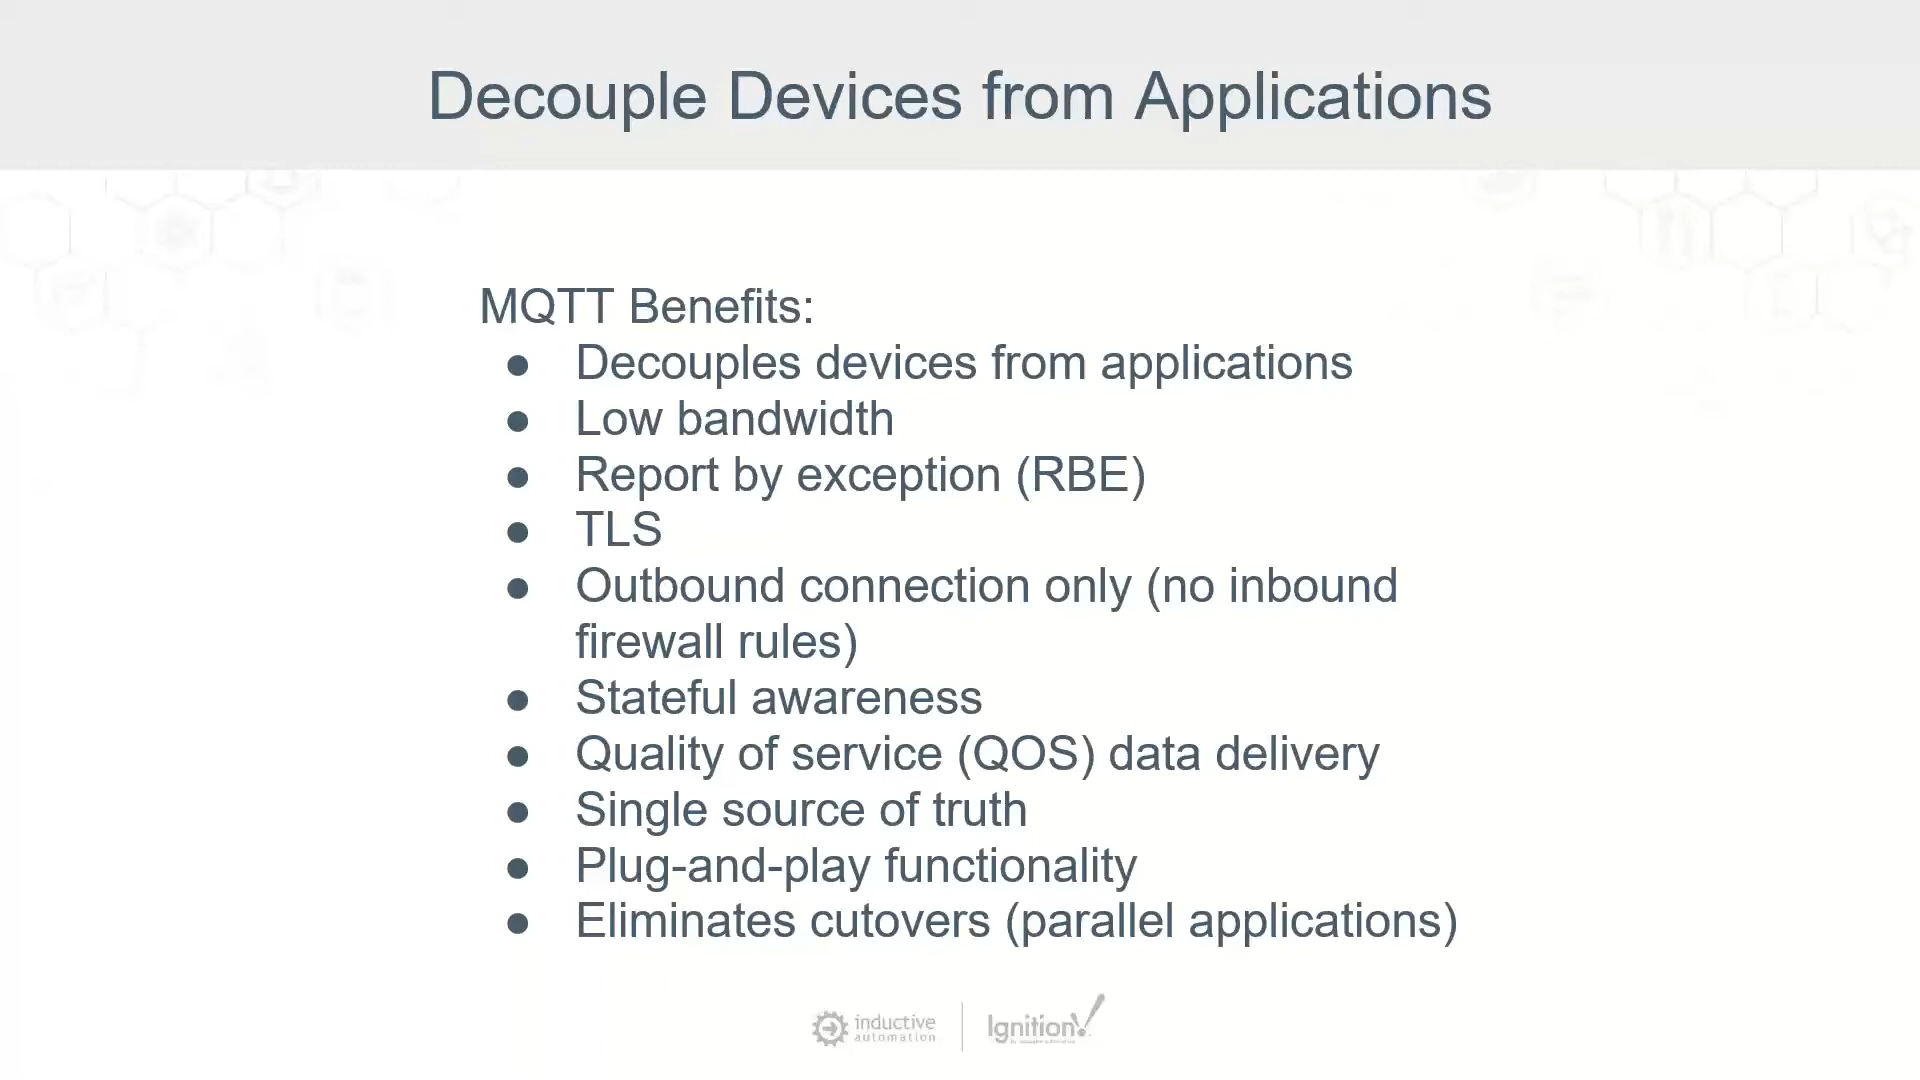 Decouple Devices from Applications
MQTT Benefits:
● Decouples devices from applications
● Low bandwidth
● Report by exception (RBE)
● TLS
● Outbound connection only (no inbound
firewall rules)
● Stateful awareness
● Quality of service (QOS) data delivery
● Single source of truth
● Plug-and-play functionality
● Eliminates cutovers (parallel applications)
inductive
automation
Ignition!